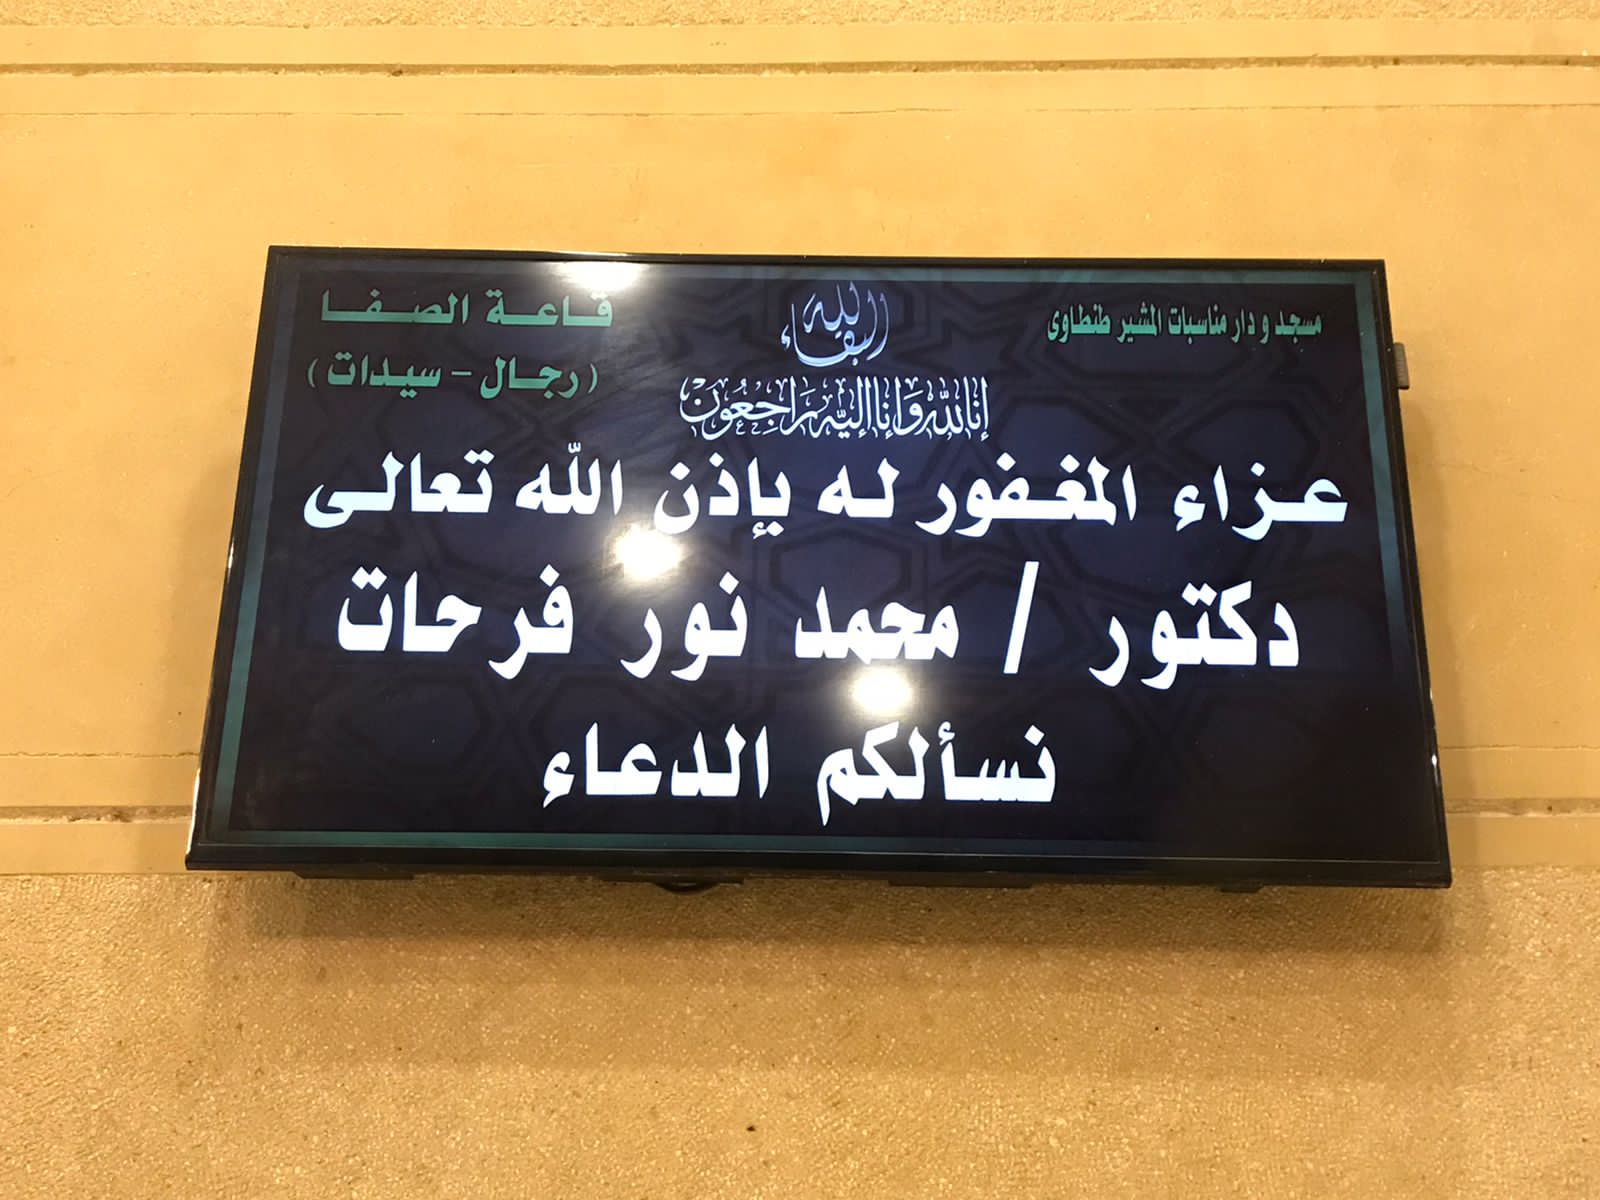 مسجد و دار مناسبات المشير طنطاوى
البقاء لله
قاعة الصفا
(رجال - سيدات)
إنا لله وإنا إليه راجعون
عزاء المغفور له بإذن الله تعالى
دكتور / محمد نور فرحات
نسألكم الدعاء